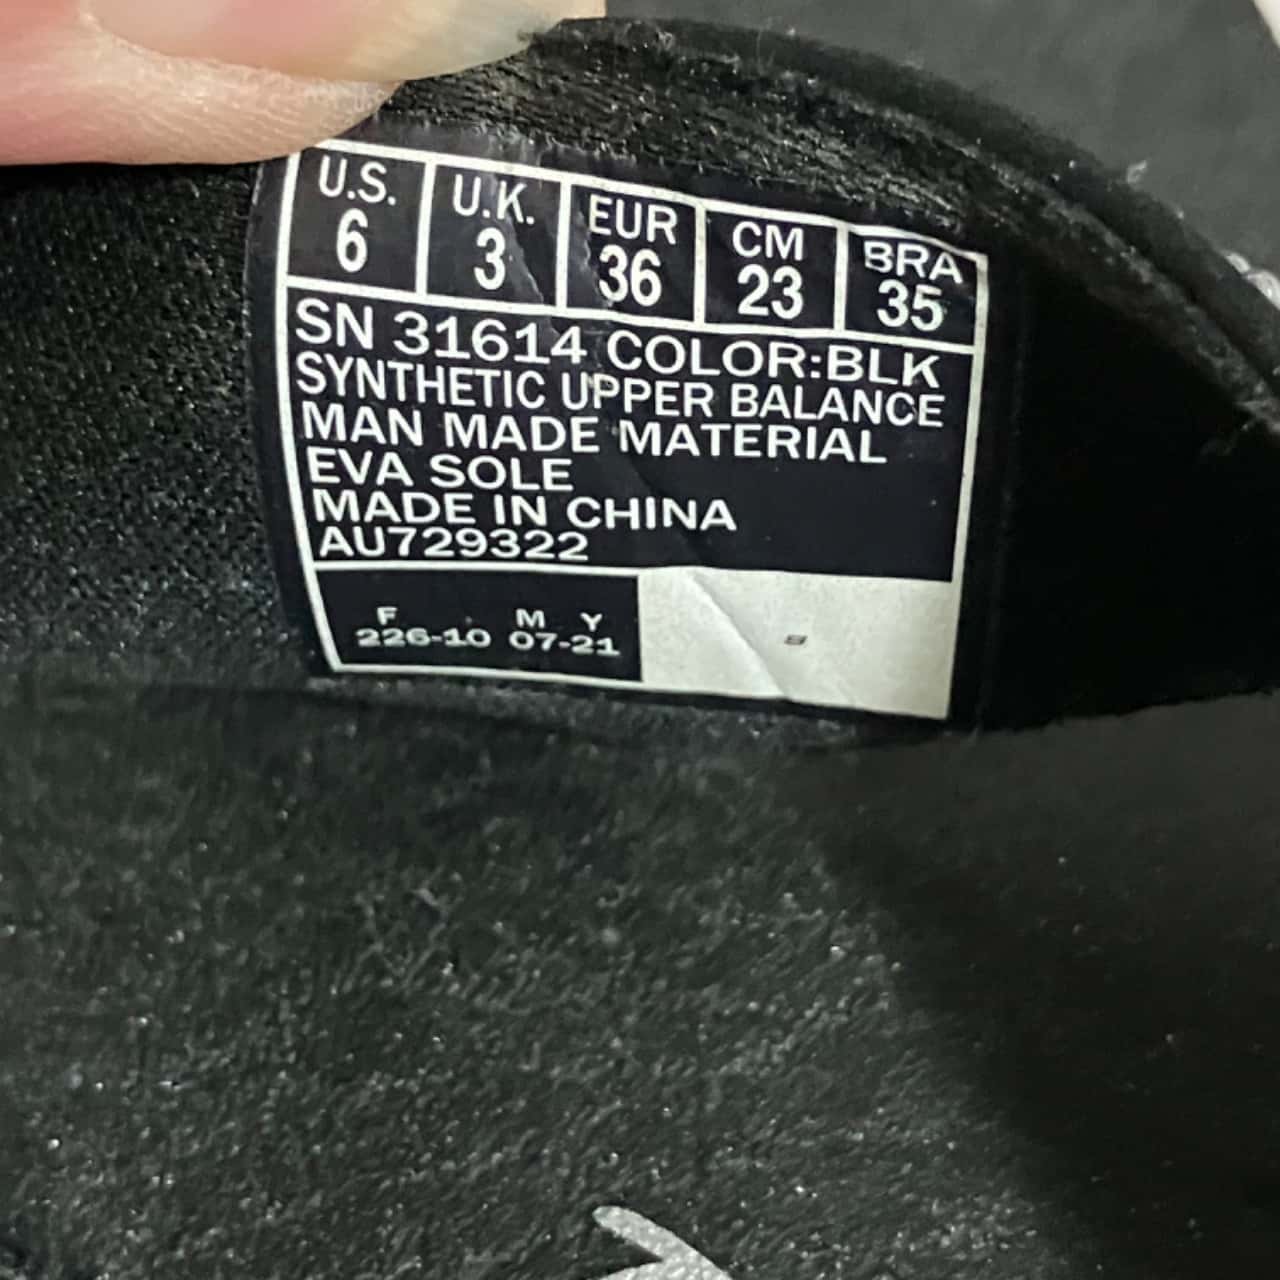 U.S. U.K. EUR CM BRA
6 3 36 23 35
SN 31614 COLOR:BLK
SYNTHETIC UPPER BALANCE
MAN MADE MATERIAL
EVA SOLE
MADE IN CHINA
AU729322
F M Y
226-10 07-21